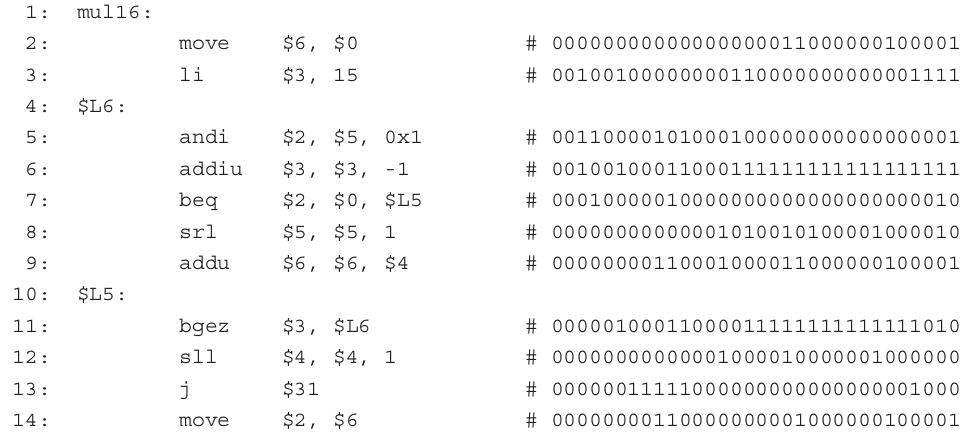 1: mul16:
2: move $6, $0 # 00000000000000000011000000100001
3: li $3, 15 # 00100100000000110000000000001111
4: $L6:
5: andi $2, $5, 0x1 # 00110000101000100000000000000001
6: addiu $3, $3, -1 # 00100100011000111111111111111111
7: beq $2, $0, $L5 # 00010000010000000000000000000010
8: srl $5, $5, 1 # 00000000000001010010100001000010
9: addu $6, $6, $4 # 00000000110001000011000000100001
10: $L5:
11: bgez $3, $L6 # 00000100011000011111111111111010
12: sll $4, $4, 1 # 00000000000001000010000001000000
13: j $31 # 00000011111000000000000000001000
14: move $2, $6 # 00000000110000000001000000100001